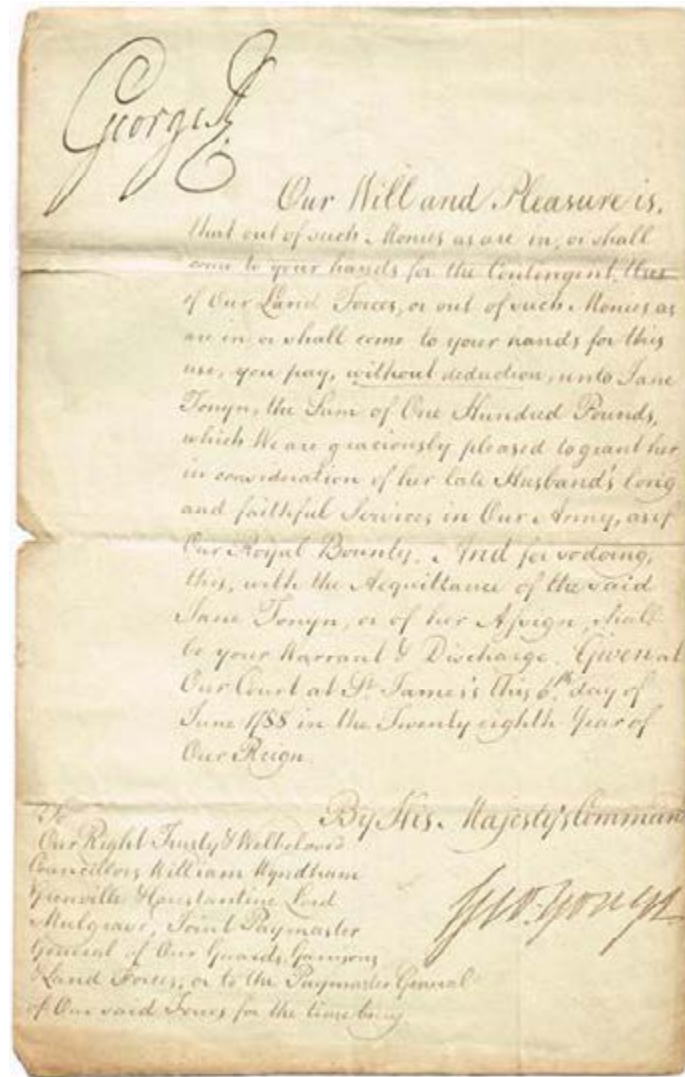 George R
Our Will and Pleasure is,
that out of such Monies as are in, or shall
come to your hands for the Contingent Uses
of Our Land Forces, or out of such Monies as
are in or shall come to your hands for this
use, you pay, without deduction, unto Jane
Tonyn, the Sum of One Hundred Pounds,
which We are graciously pleased to grant her
in consideration of her late Husband's long
and faithful Services in Our Army, as of
Our Royal Bounty. And for so doing,
this, with the Acquittance of the said
Jane Tonyn, or of her Assign, shall
be your Warrant & Discharge. Given at
Our Court at St. James's this 6th. day of
June 1788 in the Twenty eighth Year of
Our Reign.
By His Majesty's Comman
Geo: Yonge
To
Our Right Trusty & Welbeloved
Councillors William Wyndham
Grenville & Constantine Lord
Mulgrave, Joint Paymaster
General of Our Guards, Garrisons
& Land Forces, or to the Paymaster General
of Our said Forces for the time being